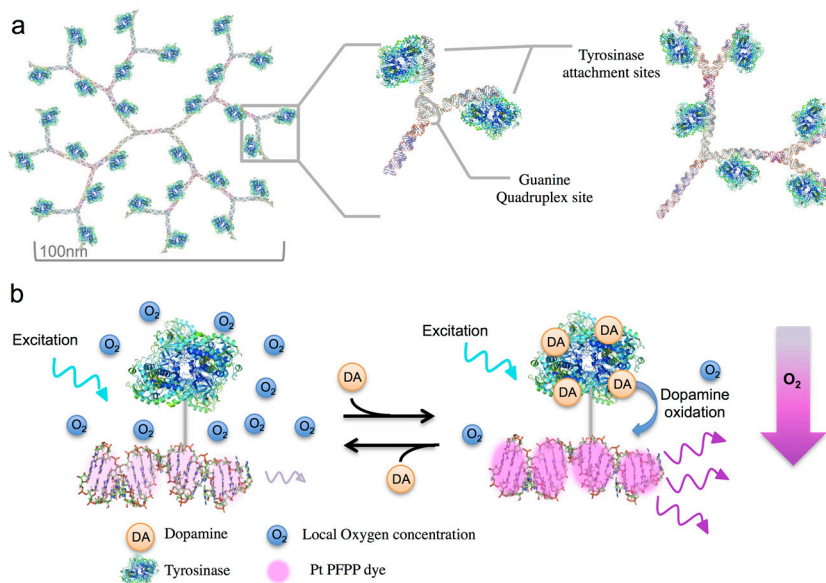 a
Tyrosinase
attachment sites
Guanine
Quadruplex site
100nm
b
O2
O2
O2
Excitation
O2
O2
O2
O2
O2
O2
O2
O2
DA
DA
Excitation
DA
DA
DA
DA
O2
Dopamine
oxidation
O2
O2
DA Dopamine
O2 Local Oxygen concentration
Tyrosinase
Pt PFPP dye